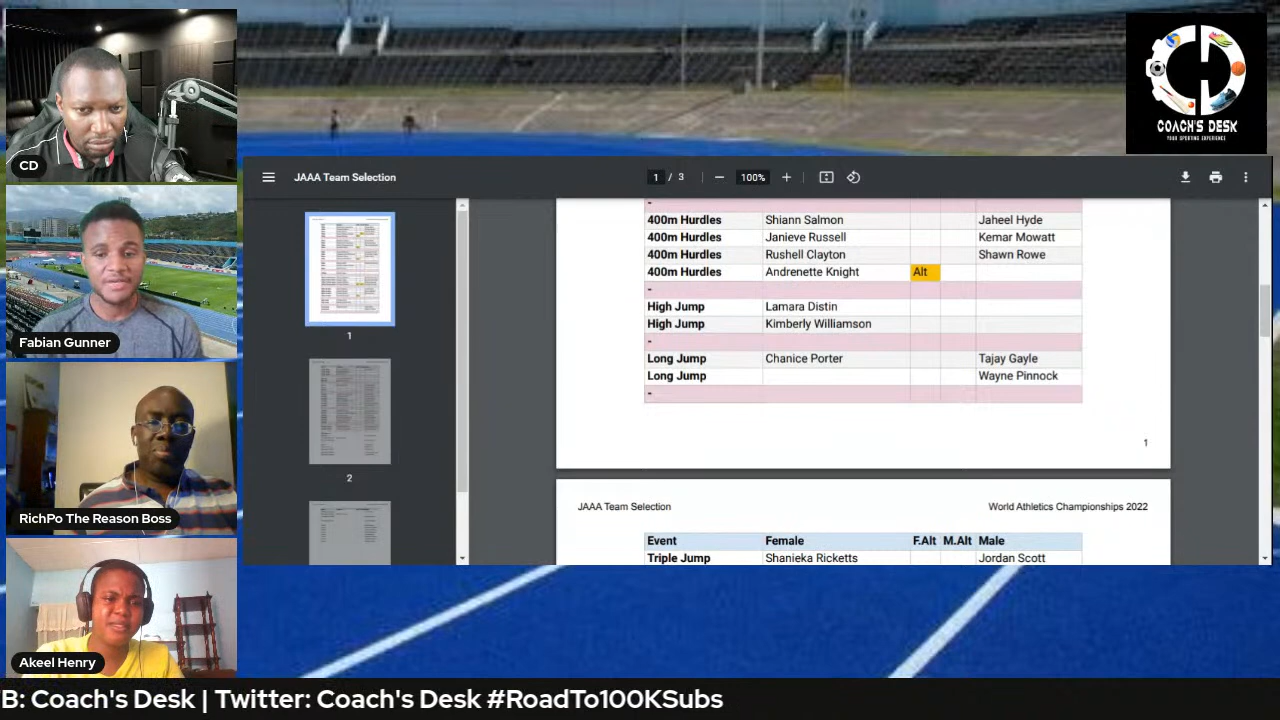 CD
Fabian Gunner
RichPo The Reason Boss
Akeel Henry
COACH'S DESK
YOUR SPORTING EXPERIENCE
JAAA Team Selection
1 / 3
100%
1
2
-
400m Hurdles Shiann Salmon Jaheel Hyde
400m Hurdles Janieve Russell Kemar Mowatt
400m Hurdles Rushell Clayton Shawn Rowe
400m Hurdles Andrenette Knight Alt
-
High Jump Lamara Distin
High Jump Kimberly Williamson
-
Long Jump Chanice Porter Tajay Gayle
Long Jump Wayne Pinnock
-
1
JAAA Team Selection World Athletics Championships 2022
Event Female F.Alt M.Alt Male
Triple Jump Shanieka Ricketts Jordan Scott
B: Coach's Desk | Twitter: Coach's Desk #RoadTo100KSubs